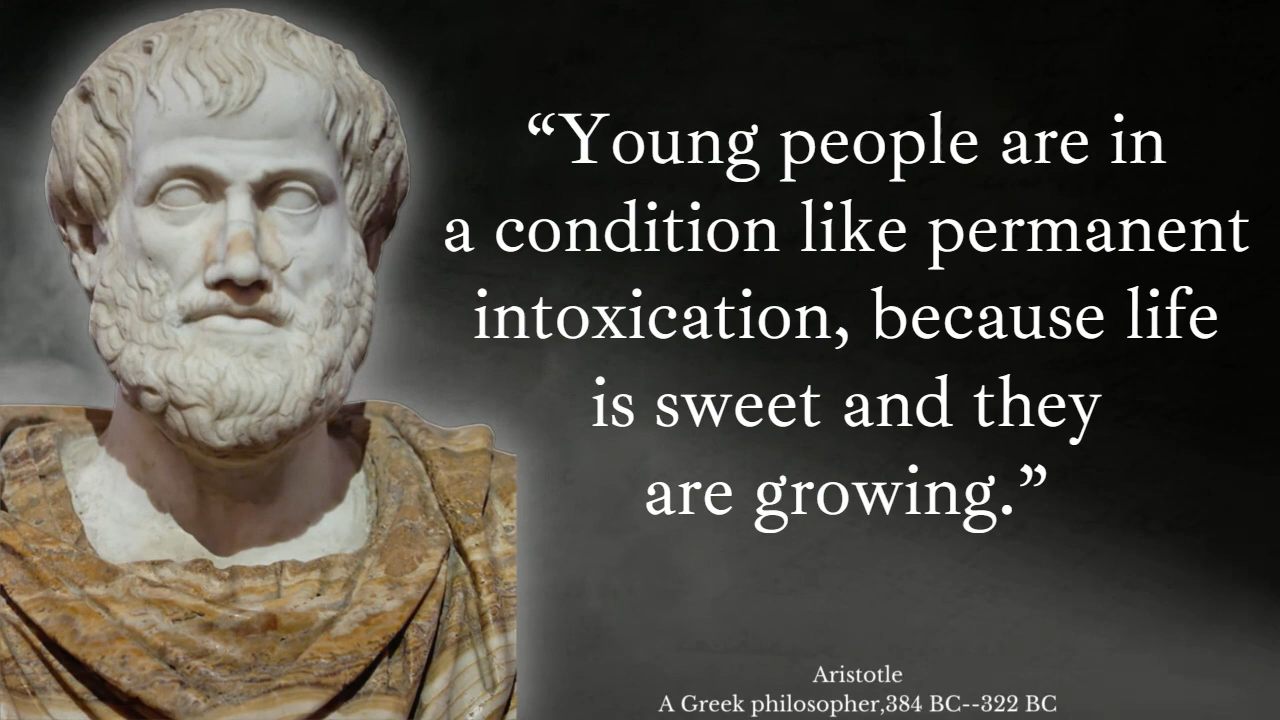 “Young people are in
a condition like permanent
intoxication, because life
is sweet and they
are growing.”
Aristotle
A Greek philosopher,384 BC--322 BC